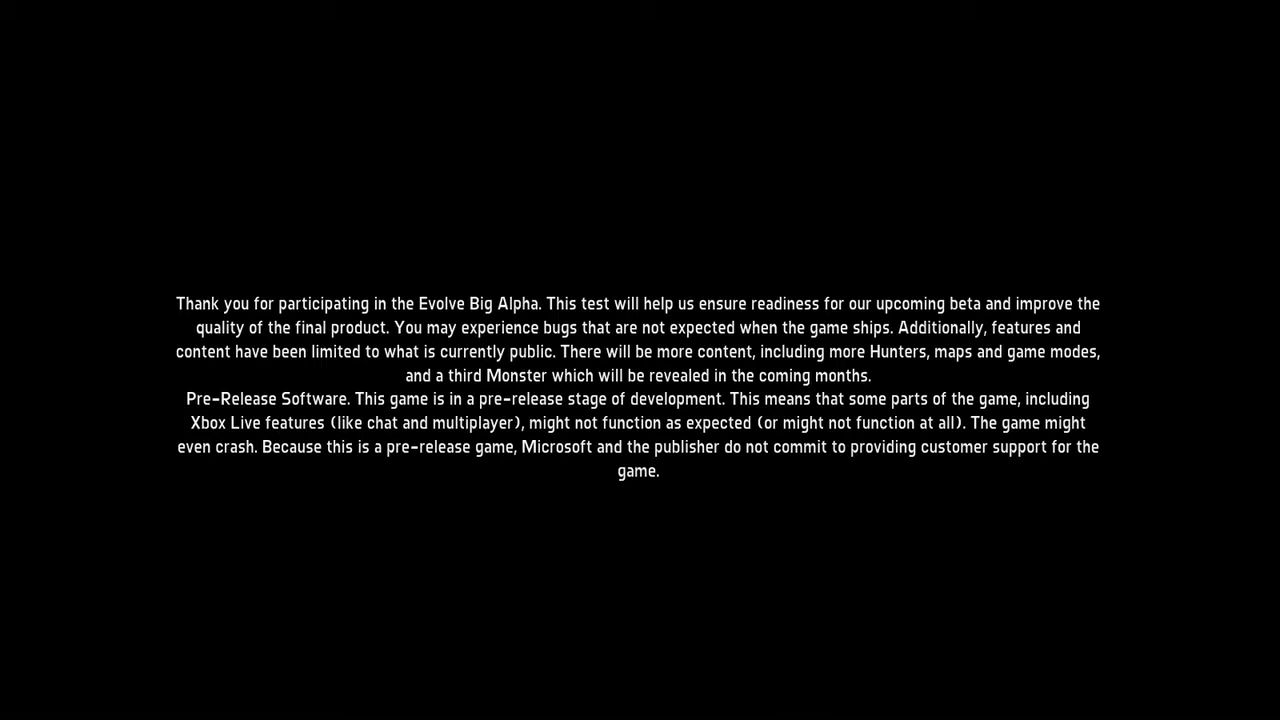 Thank you for participating in the Evolve Big Alpha. This test will help us ensure readiness for our upcoming beta and improve the
quality of the final product. You may experience bugs that are not expected when the game ships. Additionally, features and
content have been limited to what is currently public. There will be more content, including more Hunters, maps and game modes,
and a third Monster which will be revealed in the coming months.
Pre-Release Software. This game is in a pre-release stage of development. This means that some parts of the game, including
Xbox Live features (like chat and multiplayer), might not function as expected (or might not function at all). The game might
even crash. Because this is a pre-release game, Microsoft and the publisher do not commit to providing customer support for the
game.